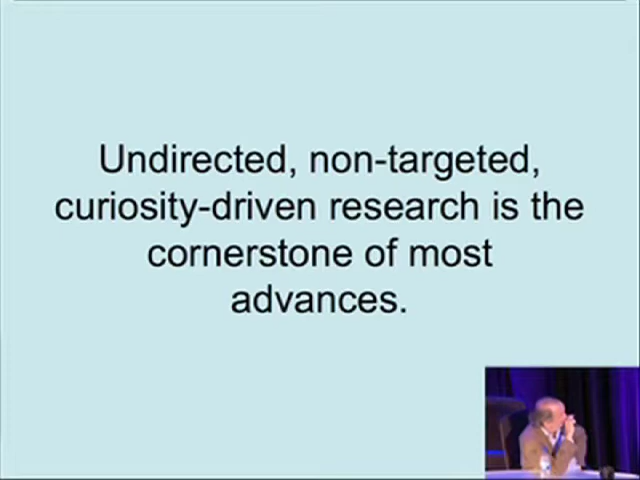 Undirected, non-targeted,
curiosity-driven research is the
cornerstone of most
advances.